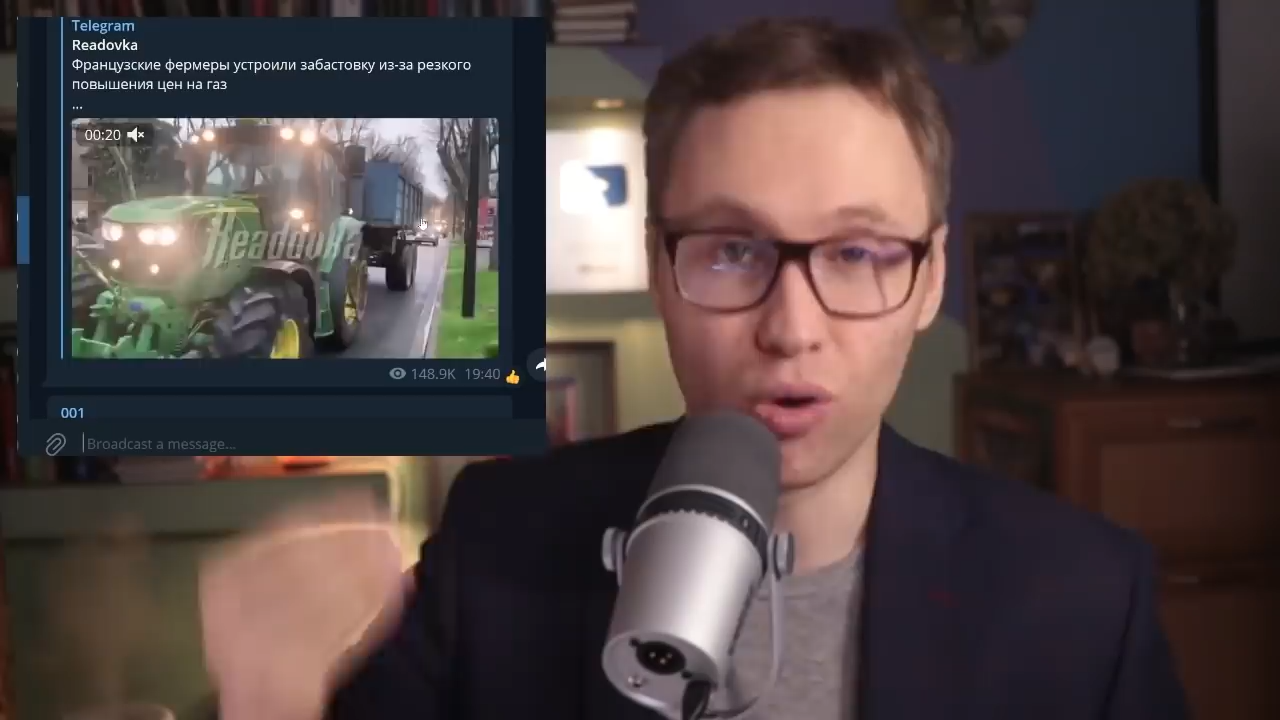 Telegram
Readovka
Французские фермеры устроили забастовку из-за резкого
повышения цен на газ
...
00:20
Readovka
148.9K 19:40
001
Broadcast a message...